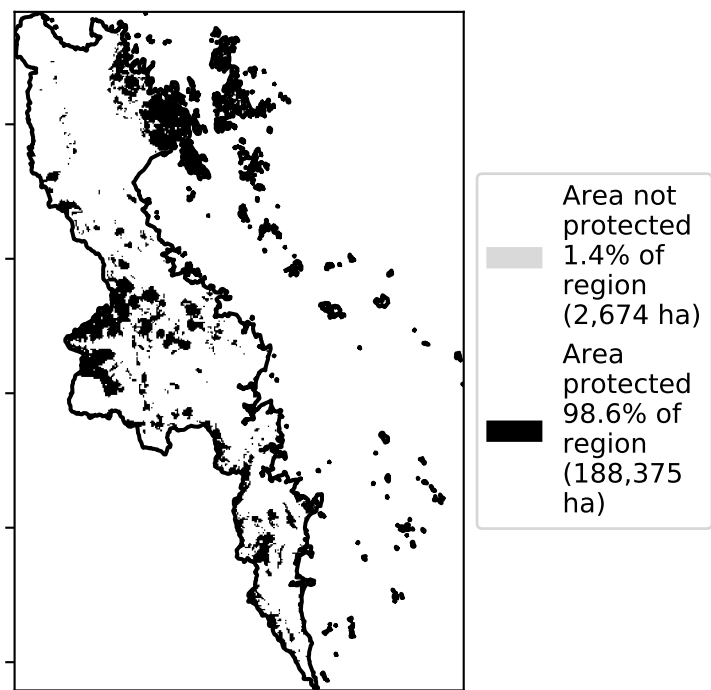 Area not
protected
1.4% of
region
(2,674 ha)
Area
protected
98.6% of
region
(188,375
ha)